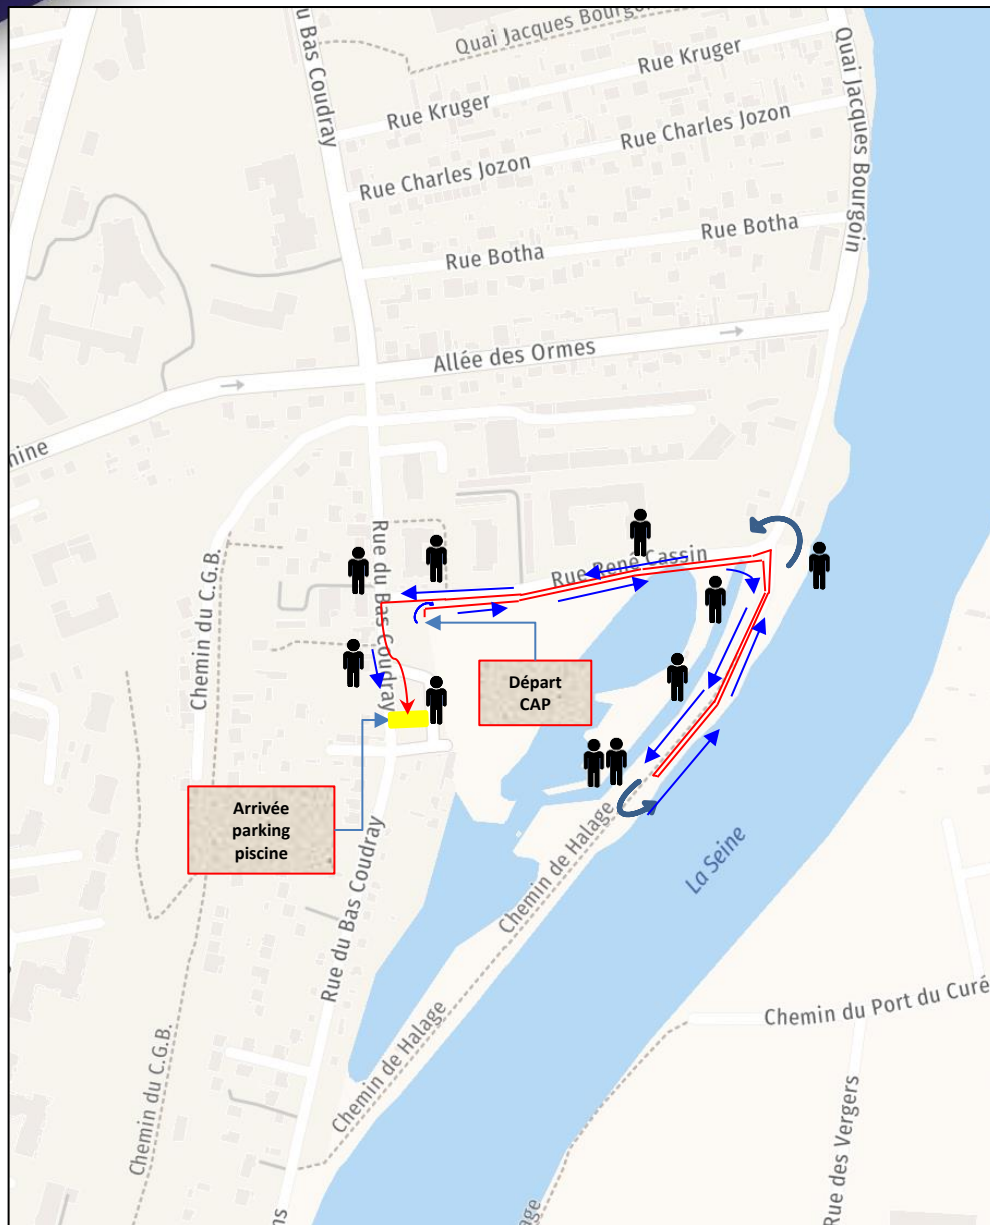 u Bas Coudray
Quai Jacques Bourgoin
Rue Kruger
Rue Kruger
Quai Jacques Bourgoin
Rue Charles Jozon
Rue Charles Jozon
Rue Botha
Rue Botha
Allée des Ormes
mine
Rue du Bas Coudray
Rue René Cassin
Chemin du C.G.B.
Départ
CAP
Arrivée
parking
piscine
Chemin de Halage
La Seine
Rue du Bas Coudray
Chemin de Halage
Chemin du Port du Curé
Chemin du C.G.B.
Rue des Vergers
ns
age